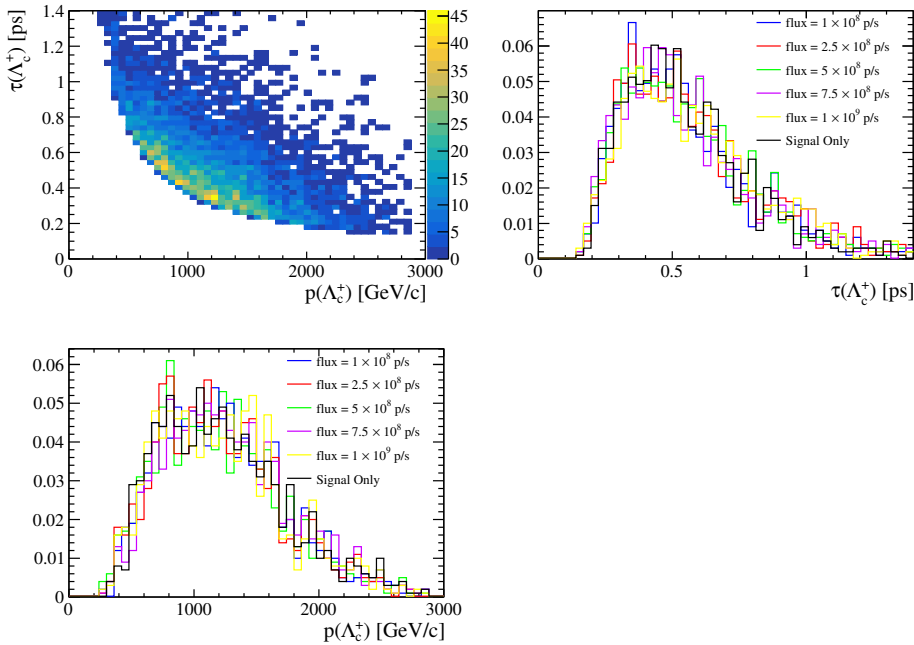 τ(Λ_c^+) [ps]
1.4
1.2
1
0.8
0.6
0.4
0.2
0
0 1000 2000 3000
p(Λ_c^+) [GeV/c]
45
40
35
30
25
20
15
10
5
0
flux = 1 × 10^8 p/s
flux = 2.5 × 10^8 p/s
flux = 5 × 10^8 p/s
flux = 7.5 × 10^8 p/s
flux = 1 × 10^9 p/s
Signal Only
0.06
0.05
0.04
0.03
0.02
0.01
0 0.5 1
τ(Λ_c^+) [ps]
flux = 1 × 10^8 p/s
flux = 2.5 × 10^8 p/s
flux = 5 × 10^8 p/s
flux = 7.5 × 10^8 p/s
flux = 1 × 10^9 p/s
Signal Only
0.06
0.05
0.04
0.03
0.02
0.01
0
0 1000 2000 3000
p(Λ_c^+) [GeV/c]